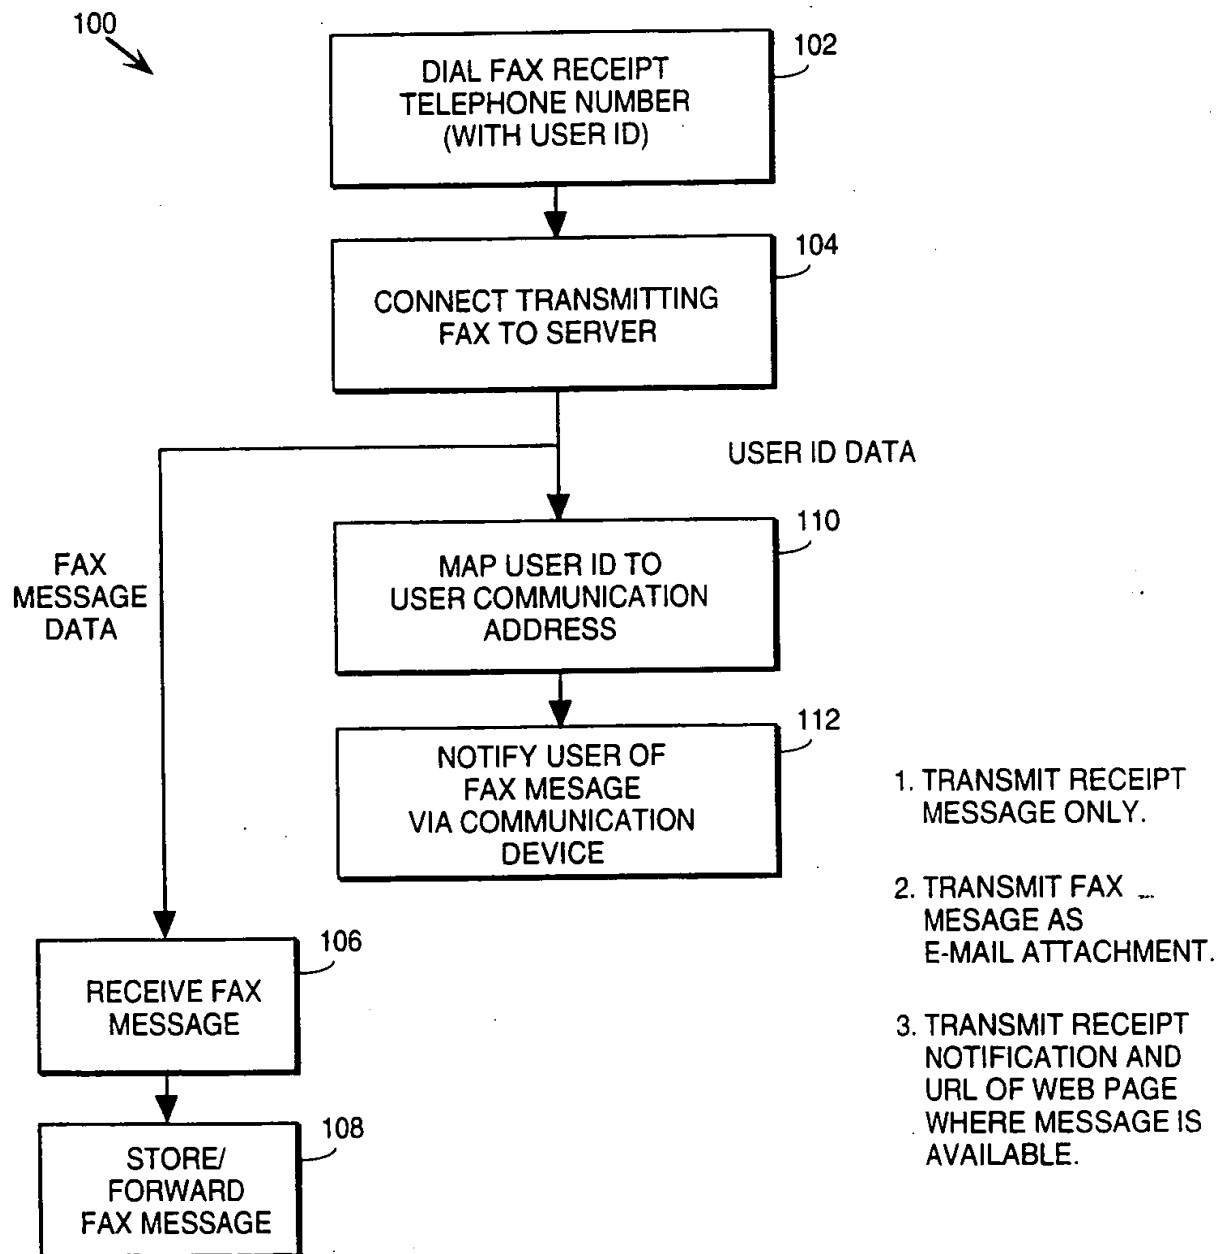 100
102
DIAL FAX RECEIPT
TELEPHONE NUMBER
(WITH USER ID)
104
CONNECT TRANSMITTING
FAX TO SERVER
USER ID DATA
110
MAP USER ID TO
USER COMMUNICATION
ADDRESS
FAX
MESSAGE
DATA
112
NOTIFY USER OF
FAX MESAGE
VIA COMMUNICATION
DEVICE
1. TRANSMIT RECEIPT
MESSAGE ONLY.
2. TRANSMIT FAX
MESAGE AS
E-MAIL ATTACHMENT.
3. TRANSMIT RECEIPT
NOTIFICATION AND
URL OF WEB PAGE
WHERE MESSAGE IS
AVAILABLE.
106
RECEIVE FAX
MESSAGE
108
STORE/
FORWARD
FAX MESSAGE